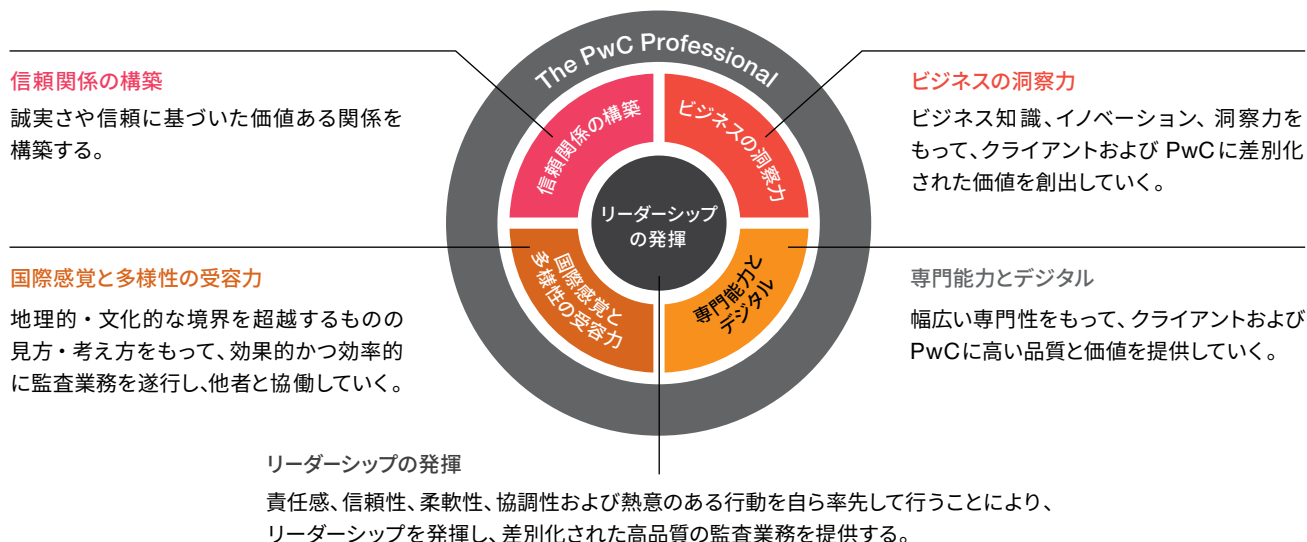 The PwC Professional
信頼関係の構築
ビジネスの洞察力
国際感覚と
多様性の受容力
専門能力と
デジタル
リーダーシップ
の発揮
信頼関係の構築
誠実さや信頼に基づいた価値ある関係を
構築する。
ビジネスの洞察力
ビジネス知識、イノベーション、洞察力を
もって、クライアントおよび PwCに差別化
された価値を創出していく。
国際感覚と多様性の受容力
地理的・文化的な境界を超越するものの
見方・考え方をもって、効果的かつ効率的
に監査業務を遂行し、他者と協働していく。
専門能力とデジタル
幅広い専門性をもって、クライアントおよび
PwCに高い品質と価値を提供していく。
リーダーシップの発揮
責任感、信頼性、柔軟性、協調性および熱意のある行動を自ら率先して行うことにより、
リーダーシップを発揮し、差別化された高品質の監査業務を提供する。